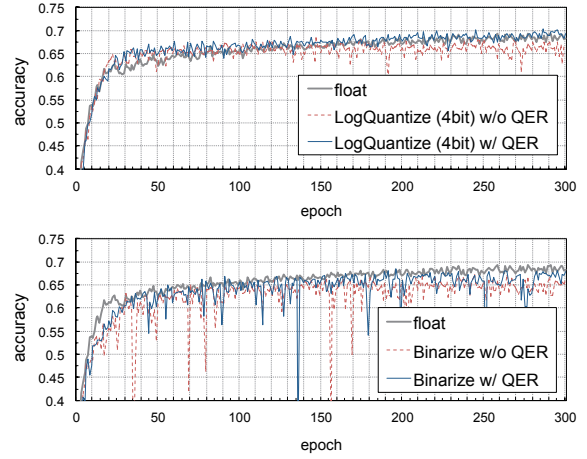 0.75
0.7
0.65
0.6
0.55
0.5
0.45
0.4
accuracy
0 50 100 150 200 250 300
epoch
float
LogQuantize (4bit) w/o QER
LogQuantize (4bit) w/ QER
0.75
0.7
0.65
0.6
0.55
0.5
0.45
0.4
accuracy
0 50 100 150 200 250 300
epoch
float
Binarize w/o QER
Binarize w/ QER